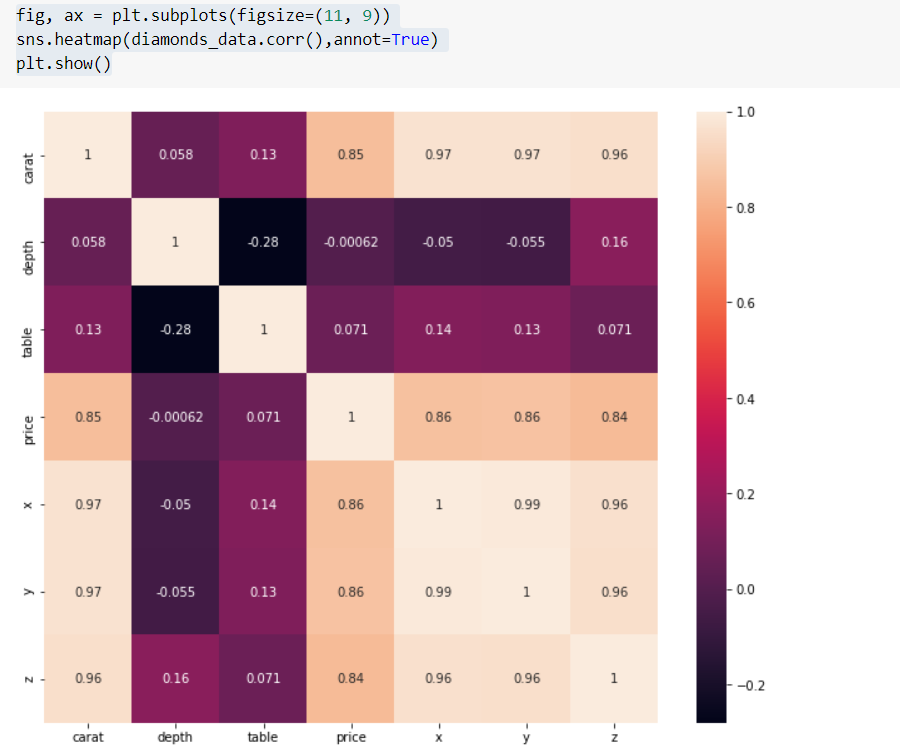 fig, ax = plt.subplots(figsize=(11, 9))
sns.heatmap(diamonds_data.corr(),annot=True)
plt.show()
carat 1 0.058 0.13 0.85 0.97 0.97 0.96
depth 0.058 1 -0.28 -0.00062 -0.05 -0.055 0.16
table 0.13 -0.28 1 0.071 0.14 0.13 0.071
price 0.85 -0.00062 0.071 1 0.86 0.86 0.84
x 0.97 -0.05 0.14 0.86 1 0.99 0.96
y 0.97 -0.055 0.13 0.86 0.99 1 0.96
z 0.96 0.16 0.071 0.84 0.96 0.96 1
carat depth table price x y z
1.0
0.8
0.6
0.4
0.2
0.0
−0.2